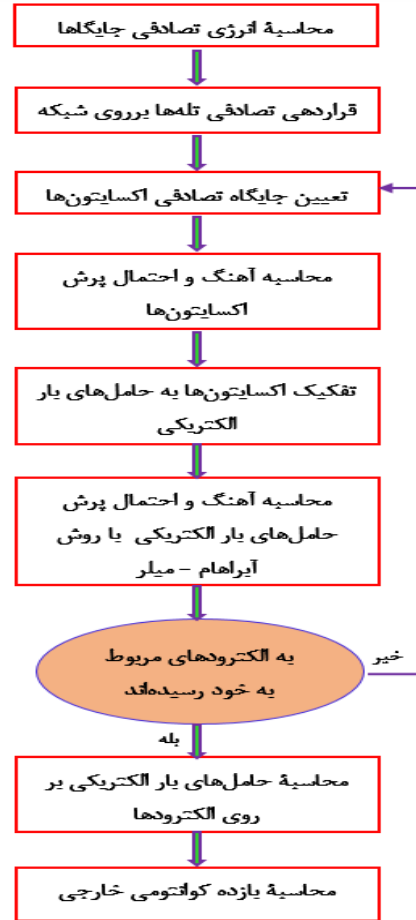 محاسبهٔ انرژی تصادفی جایگاها
قراردهی تصادفی تله‌ها برروی شبکه
تعیین جایگاه تصادفی اکسایتون‌ها
محاسبه آهنگ و احتمال پرش
اکسایتون‌ها
تفکیک اکسایتون‌ها به حامل‌های بار
الکتریکی
محاسبه آهنگ و احتمال پرش
حامل‌های بار الکتریکی با روش
آبراهام – میلر
به الکترودهای مربوط
به خود رسیده‌اند
خیر
بله
محاسبهٔ حامل‌های بار الکتریکی بر
روی الکترودها
محاسبهٔ بازده کوانتومی خارجی